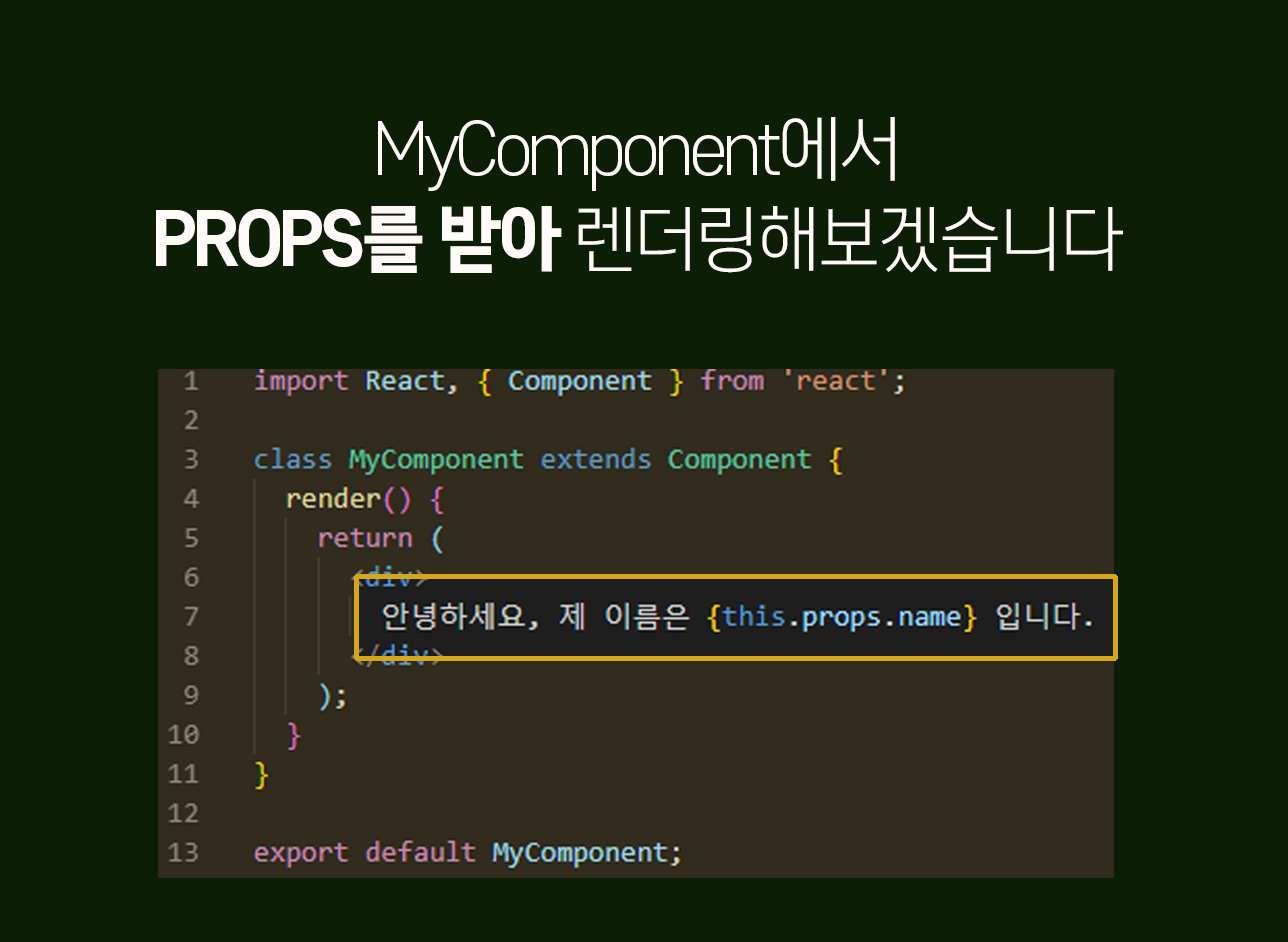 MyComponent에서
PROPS를 받아 렌더링해보겠습니다
1 import React, { Component } from 'react';
2
3 class MyComponent extends Component {
4 render() {
5 return (
6 <div>
7 안녕하세요, 제 이름은 {this.props.name} 입니다.
8 </div>
9 );
10 }
11 }
12
13 export default MyComponent;